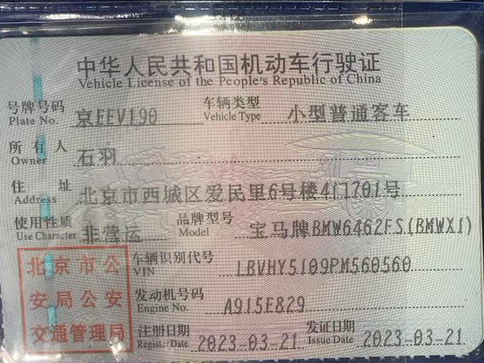 中华人民共和国机动车行驶证
Vehicle License of the People's Republic of China
号牌号码 京EFV190 车辆类型 小型普通客车
Plate No. Vehicle Type
所有人 石羽
Owner
住址 北京市西城区爱民里6号楼4门701号
Address
使用性质 非营运 品牌型号 宝马牌BMW6462ES(BMWX1)
Use Character Model
北京市公安局公安交通管理局
车辆识别代号 LBVHY5109PM560560
VIN
发动机号码 A915E829
Engine No.
注册日期 2023-03-21 发证日期 2023-03-21
Register Date Issue Date